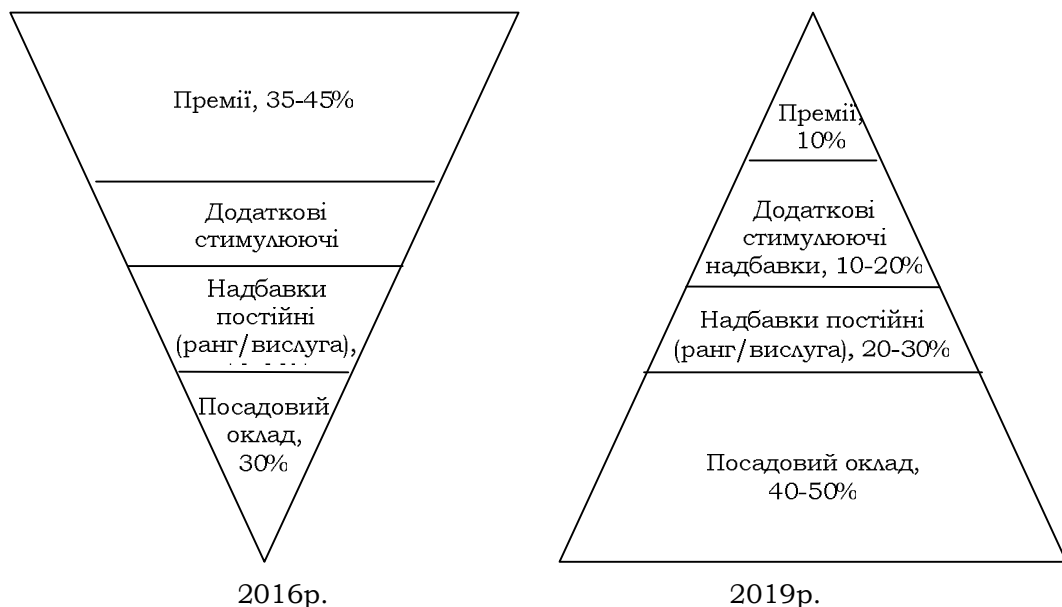 Премії, 35-45%
Додаткові
стимулюючі
Надбавки
постійні
(ранг/вислуга),
Посадовий
оклад,
30%
2016р.
Премії,
10%
Додаткові
стимулюючі
надбавки, 10-20%
Надбавки постійні
(ранг/вислуга), 20-30%
Посадовий оклад,
40-50%
2019р.